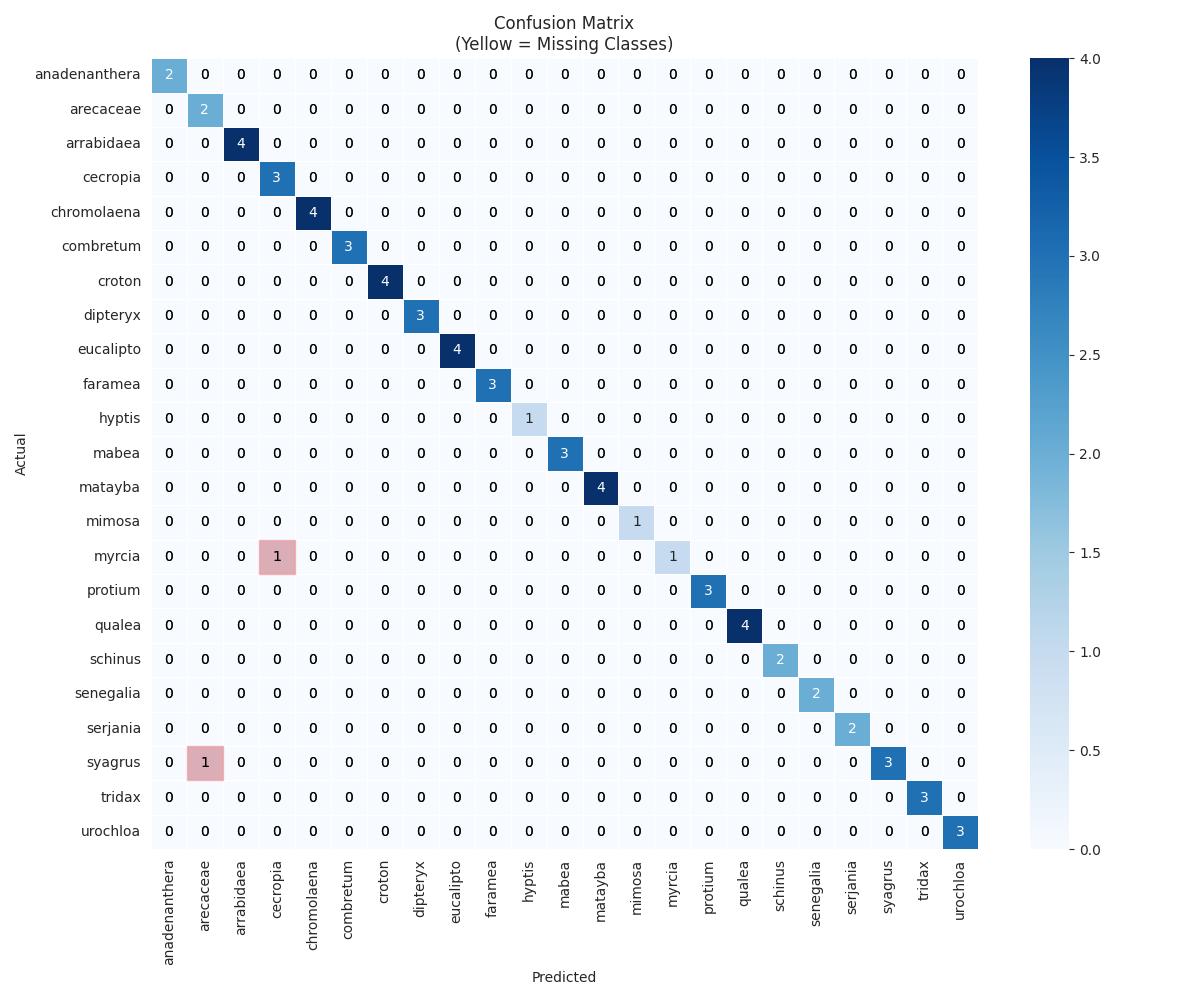 Confusion Matrix
(Yellow = Missing Classes)
anadenanthera 2 0 0 0 0 0 0 0 0 0 0 0 0 0 0 0 0 0 0 0 0 0 0
arecaceae 0 2 0 0 0 0 0 0 0 0 0 0 0 0 0 0 0 0 0 0 0 0 0
arrabidaea 0 0 4 0 0 0 0 0 0 0 0 0 0 0 0 0 0 0 0 0 0 0 0
cecropia 0 0 0 3 0 0 0 0 0 0 0 0 0 0 0 0 0 0 0 0 0 0 0
chromolaena 0 0 0 0 4 0 0 0 0 0 0 0 0 0 0 0 0 0 0 0 0 0 0
combretum 0 0 0 0 0 3 0 0 0 0 0 0 0 0 0 0 0 0 0 0 0 0 0
croton 0 0 0 0 0 0 4 0 0 0 0 0 0 0 0 0 0 0 0 0 0 0 0
dipteryx 0 0 0 0 0 0 0 3 0 0 0 0 0 0 0 0 0 0 0 0 0 0 0
eucalipto 0 0 0 0 0 0 0 0 4 0 0 0 0 0 0 0 0 0 0 0 0 0 0
faramea 0 0 0 0 0 0 0 0 0 3 0 0 0 0 0 0 0 0 0 0 0 0 0
hyptis 0 0 0 0 0 0 0 0 0 0 1 0 0 0 0 0 0 0 0 0 0 0 0
mabea 0 0 0 0 0 0 0 0 0 0 0 3 0 0 0 0 0 0 0 0 0 0 0
matayba 0 0 0 0 0 0 0 0 0 0 0 0 4 0 0 0 0 0 0 0 0 0 0
mimosa 0 0 0 0 0 0 0 0 0 0 0 0 0 1 0 0 0 0 0 0 0 0 0
myrcia 0 0 0 1 0 0 0 0 0 0 0 0 0 0 1 0 0 0 0 0 0 0 0
protium 0 0 0 0 0 0 0 0 0 0 0 0 0 0 0 3 0 0 0 0 0 0 0
qualea 0 0 0 0 0 0 0 0 0 0 0 0 0 0 0 0 4 0 0 0 0 0 0
schinus 0 0 0 0 0 0 0 0 0 0 0 0 0 0 0 0 0 2 0 0 0 0 0
senegalia 0 0 0 0 0 0 0 0 0 0 0 0 0 0 0 0 0 0 2 0 0 0 0
serjania 0 0 0 0 0 0 0 0 0 0 0 0 0 0 0 0 0 0 0 2 0 0 0
syagrus 0 1 0 0 0 0 0 0 0 0 0 0 0 0 0 0 0 0 0 0 3 0 0
tridax 0 0 0 0 0 0 0 0 0 0 0 0 0 0 0 0 0 0 0 0 0 3 0
urochloa 0 0 0 0 0 0 0 0 0 0 0 0 0 0 0 0 0 0 0 0 0 0 3
Actual
anadenanthera
arecaceae
arrabidaea
cecropia
chromolaena
combretum
croton
dipteryx
eucalipto
faramea
hyptis
mabea
matayba
mimosa
myrcia
protium
qualea
schinus
senegalia
serjania
syagrus
tridax
urochloa
Predicted
4.0
3.5
3.0
2.5
2.0
1.5
1.0
0.5
0.0